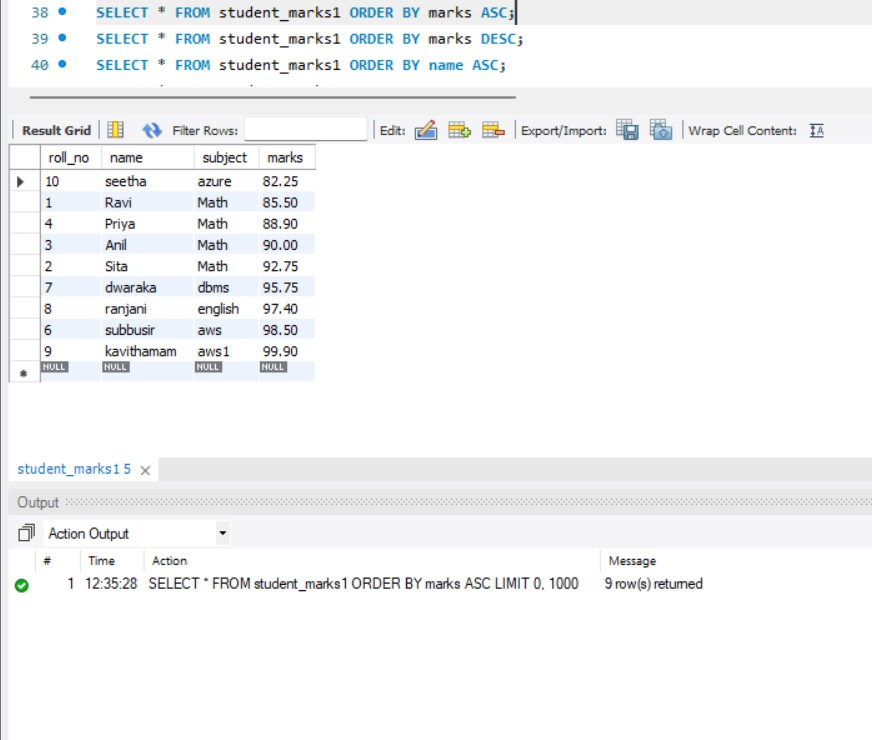 38 SELECT * FROM student_marks1 ORDER BY marks ASC;
39 SELECT * FROM student_marks1 ORDER BY marks DESC;
40 SELECT * FROM student_marks1 ORDER BY name ASC;
Result Grid Filter Rows: Edit: Export/Import: Wrap Cell Content: IA
roll_no name subject marks
10 seetha azure 82.25
1 Ravi Math 85.50
4 Priya Math 88.90
3 Anil Math 90.00
2 Sita Math 92.75
7 dwaraka dbms 95.75
8 ranjani english 97.40
6 subbusir aws 98.50
9 kavithamam aws1 99.90
NULL NULL NULL NULL
student_marks1 5
Output
Action Output
# Time Action Message
1 12:35:28 SELECT * FROM student_marks1 ORDER BY marks ASC LIMIT 0, 1000 9 row(s) returned